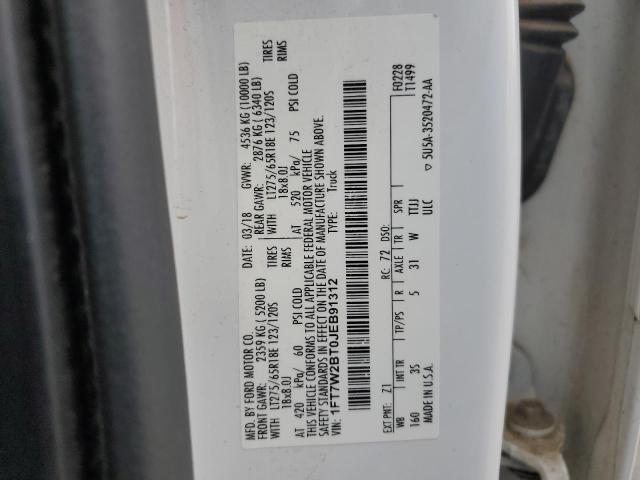 MFD. BY FORD MOTOR CO.
DATE: 03/18 GVWR: 4536 KG (10000 LB)
FRONT GAWR: 2359 KG (5200 LB) REAR GAWR: 2876 KG (6340 LB)
WITH LT275/65R18E 123/120S TIRES WITH LT275/65R18E 123/120S TIRES
18x8.0J RIMS 18x8.0J RIMS
AT 420 kPa/ 60 PSI COLD AT 520 kPa/ 75 PSI COLD
THIS VEHICLE CONFORMS TO ALL APPLICABLE FEDERAL MOTOR VEHICLE
SAFETY STANDARDS IN EFFECT ON THE DATE OF MANUFACTURE SHOWN ABOVE.
VIN: 1FT7W2BT0JEB91312 TYPE: Truck
F0228
T1499
EXT PNT: Z1 RC: 72 DSO:
WB INT TR TP/PS R AXLE TR SPR
160 35 5 31 W TTJJ
ULC
MADE IN U.S.A. ▽ 5U5A-3520472-AA